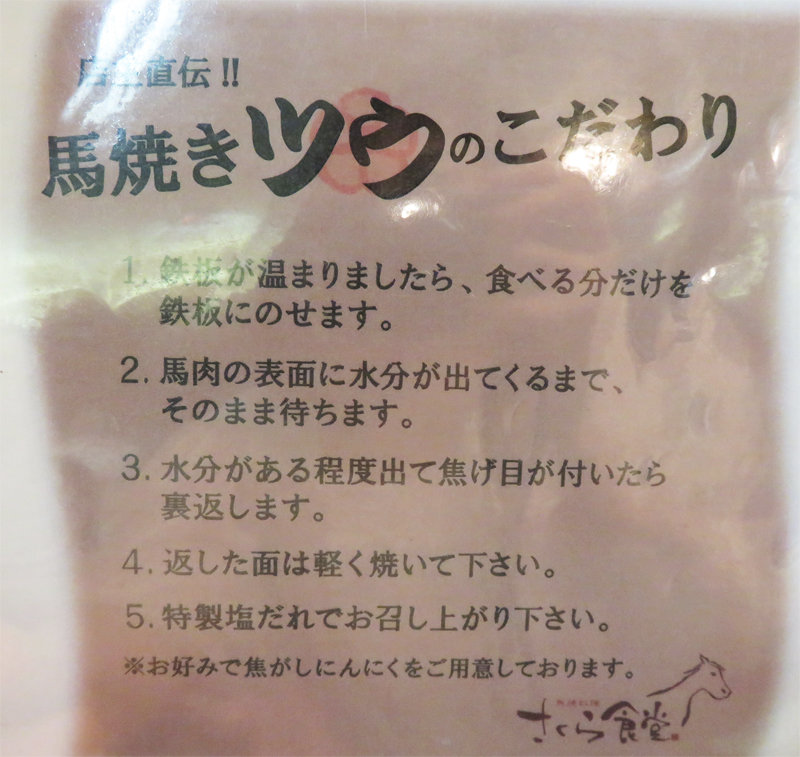 店主直伝!!
馬焼きツウのこだわり
1. 鉄板が温まりましたら、食べる分だけを
鉄板にのせます。
2. 馬肉の表面に水分が出てくるまで、
そのまま待ちます。
3. 水分がある程度出て焦げ目が付いたら
裏返します。
4. 返した面は軽く焼いて下さい。
5. 特製塩だれでお召し上がり下さい。
※お好みで焦がしにんにくをご用意しております。
さくら食堂